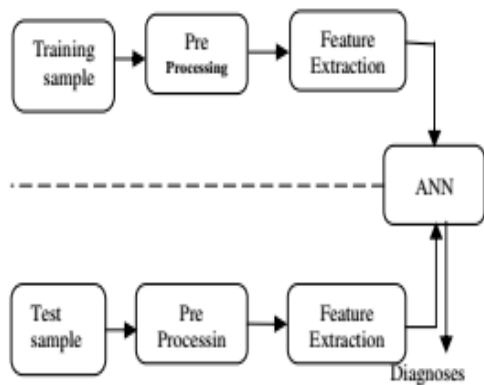 Training
sample
Pre
Processing
Feature
Extraction
ANN
Test
sample
Pre
Processin
Feature
Extraction
Diagnoses